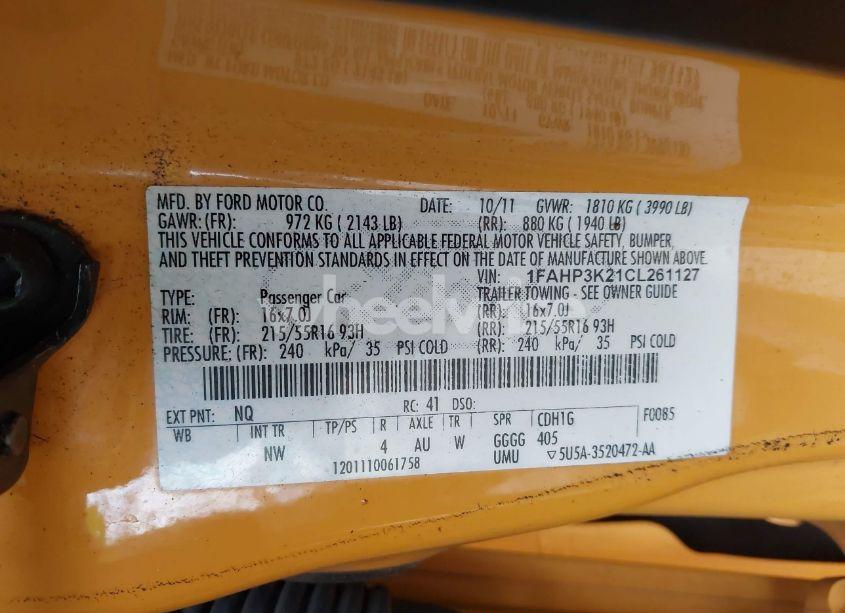 MFD. BY FORD MOTOR CO. DATE: 10/11 GVWR: 1810 KG ( 3990 LB)
GAWR:(FR): 972 KG ( 2143 LB) (RR): 880 KG ( 1940 LB)
THIS VEHICLE CONFORMS TO ALL APPLICABLE FEDERAL MOTOR VEHICLE SAFETY, BUMPER,
AND THEFT PREVENTION STANDARDS IN EFFECT ON THE DATE OF MANUFACTURE SHOWN ABOVE.
VIN: 1FAHP3K21CL261127
TYPE: Passenger Car TRAILER TOWING - SEE OWNER GUIDE
RIM: (FR): 16x7.0J (RR): 16x7.0J
TIRE: (FR): 215/55R16 93H (RR): 215/55R16 93H
PRESSURE: (FR): 240 kPa/ 35 PSI COLD (RR): 240 kPa/ 35 PSI COLD
EXT PNT: NQ RC: 41 DSO: F0085
WB INT TR TP/PS R AXLE TR SPR CDH1G
NW 4 AU W GGGG 405
1201110061758 UMU ▽5U5A-3520472-AA